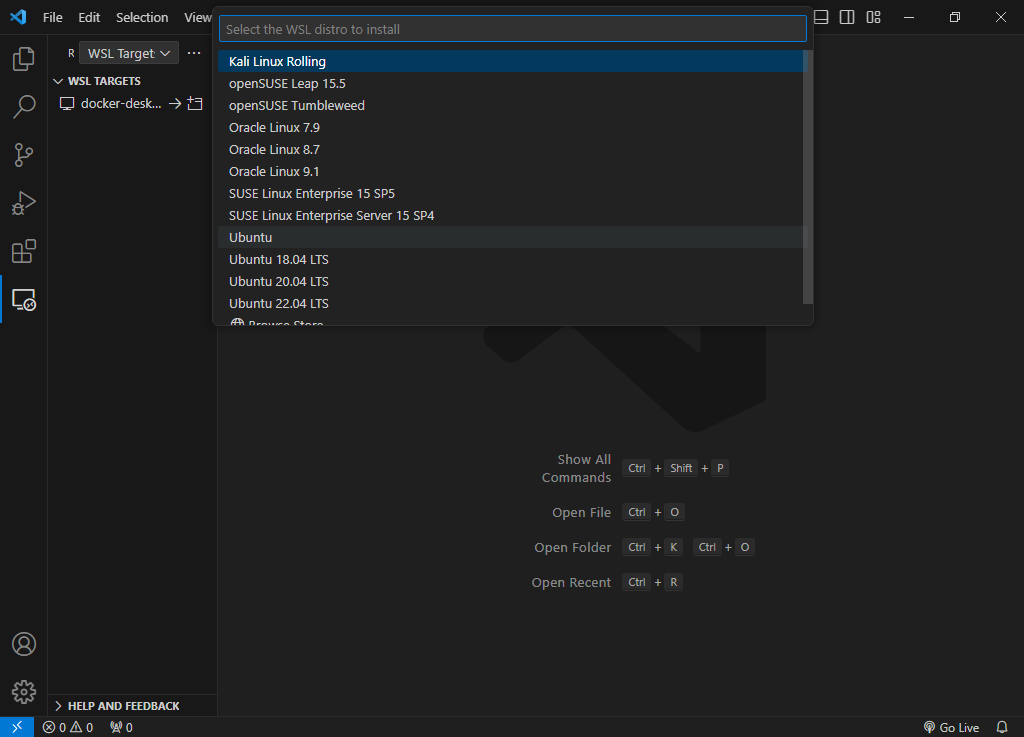 File Edit Selection View
Select the WSL distro to install
R WSL Target ···
WSL TARGETS
docker-desk...
Kali Linux Rolling
openSUSE Leap 15.5
openSUSE Tumbleweed
Oracle Linux 7.9
Oracle Linux 8.7
Oracle Linux 9.1
SUSE Linux Enterprise 15 SP5
SUSE Linux Enterprise Server 15 SP4
Ubuntu
Ubuntu 18.04 LTS
Ubuntu 20.04 LTS
Ubuntu 22.04 LTS
Browse Store
Show All
Commands
Ctrl + Shift + P
Open File Ctrl + O
Open Folder Ctrl + K Ctrl + O
Open Recent Ctrl + R
HELP AND FEEDBACK
0 0 0 Go Live